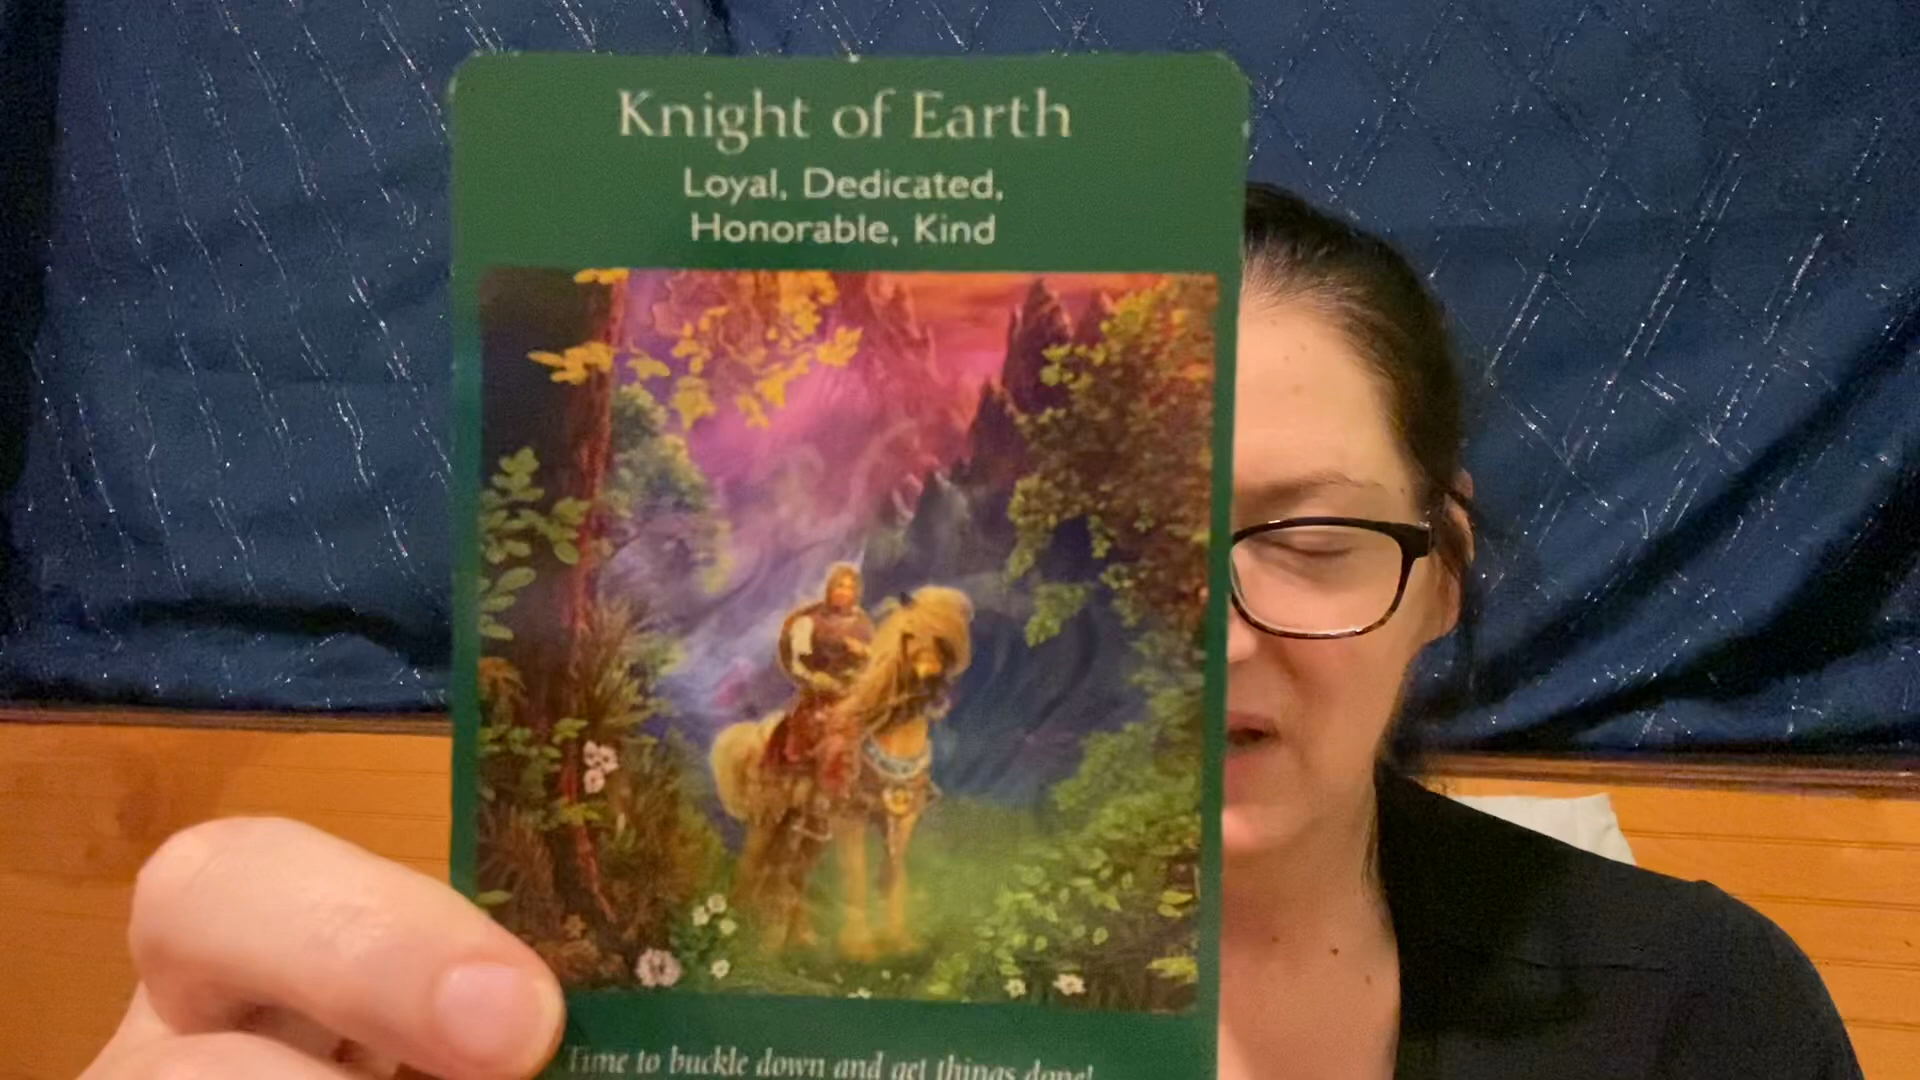 Knight of Earth
Loyal, Dedicated,
Honorable, Kind
Time to buckle down and get things done!